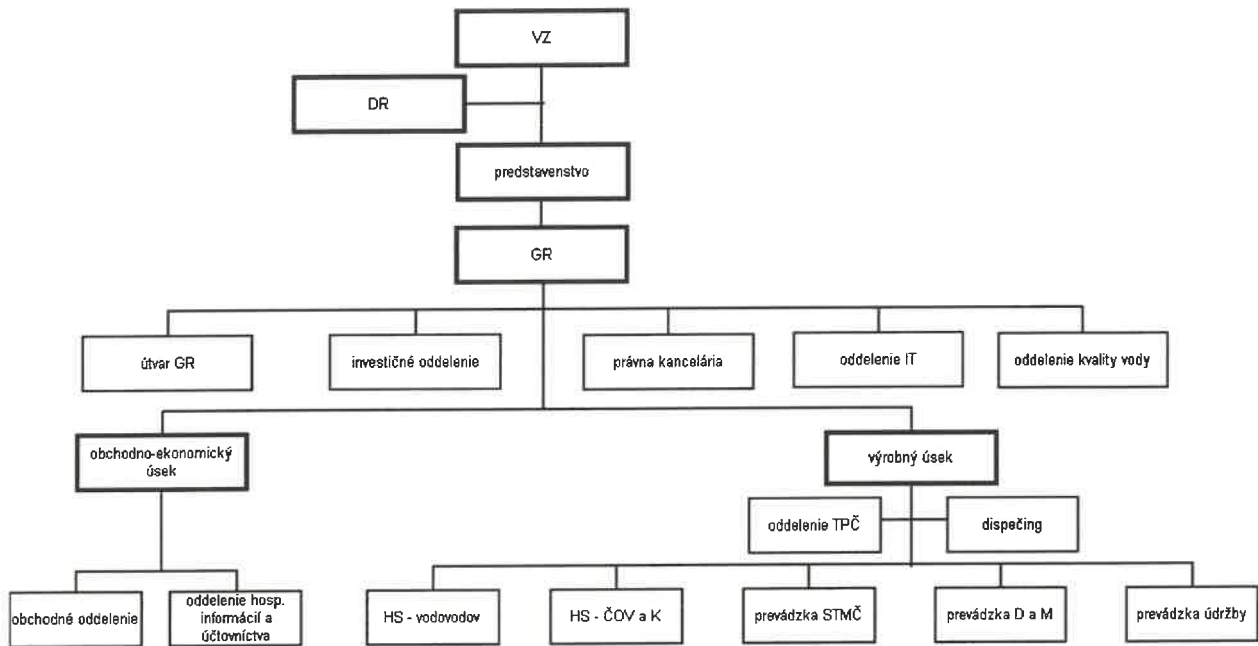 VZ
DR
predstavenstvo
GR
útvar GR
investičné oddelenie
právna kancelária
oddelenie IT
oddelenie kvality vody
obchodno-ekonomický
úsek
výrobný úsek
oddelenie TPČ
dispečing
obchodné oddelenie
oddelenie hosp.
informácií a
účtovníctva
HS - vodovodov
HS - ČOV a K
prevádzka STMČ
prevádzka D a M
prevádzka údržby